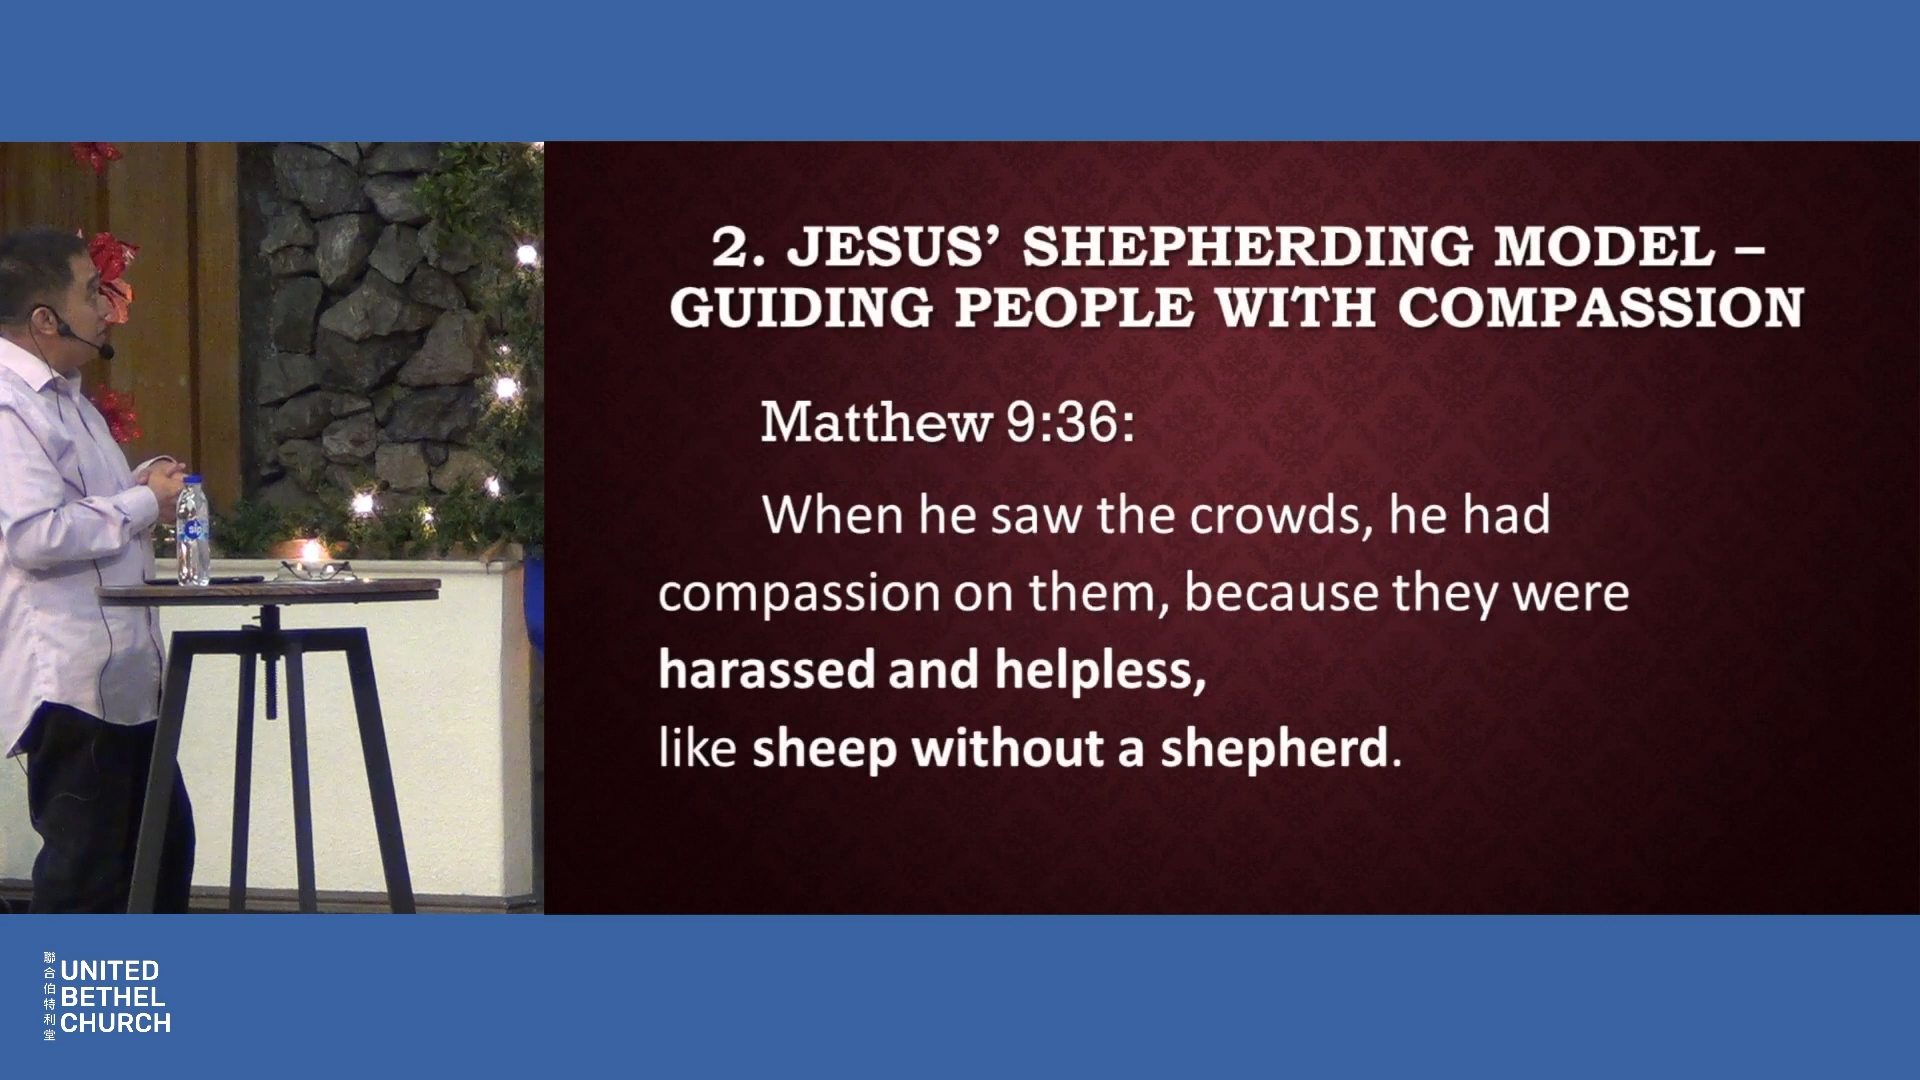 2. JESUS’ SHEPHERDING MODEL –
GUIDING PEOPLE WITH COMPASSION
Matthew 9:36:
When he saw the crowds, he had
compassion on them, because they were
harassed and helpless,
like sheep without a shepherd.
聯合伯特利堂
UNITED
BETHEL
CHURCH